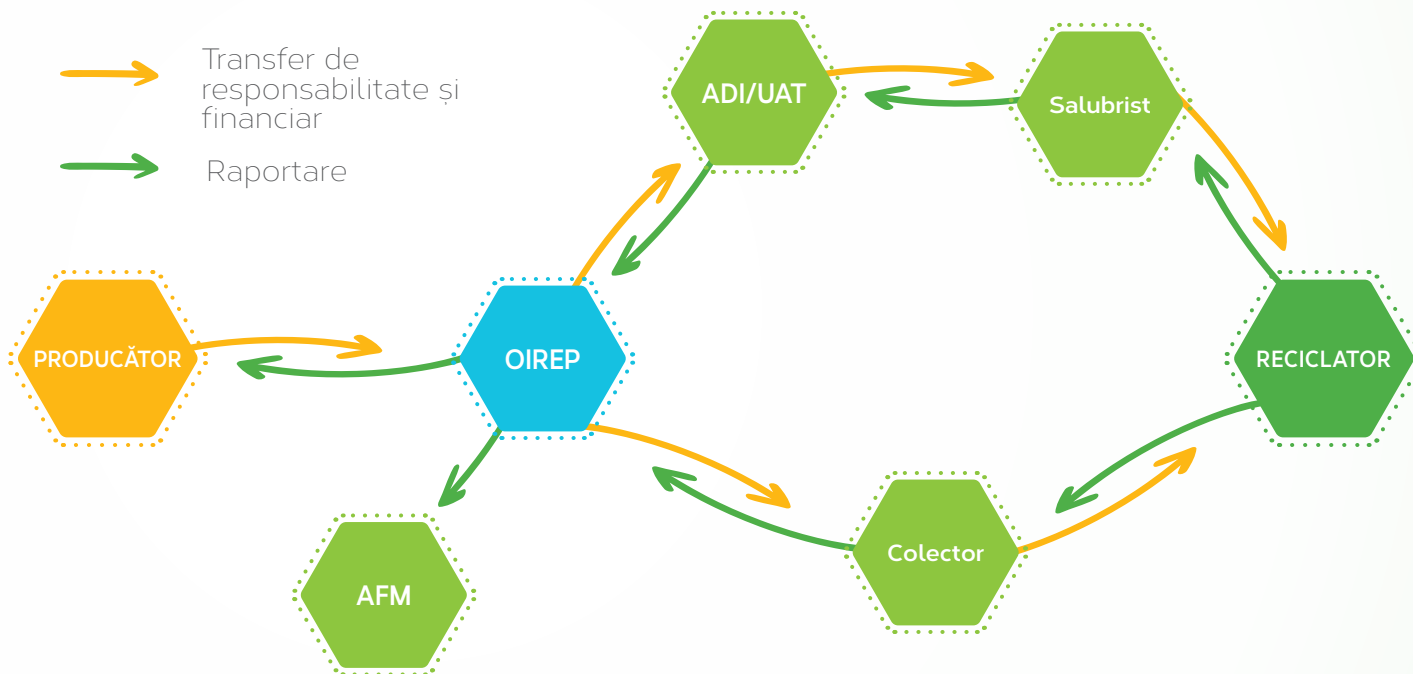 Transfer de
responsabilitate și
financiar
Raportare
ADI/UAT
Salubrist
PRODUCĂTOR
OIREP
RECICLATOR
Colector
AFM